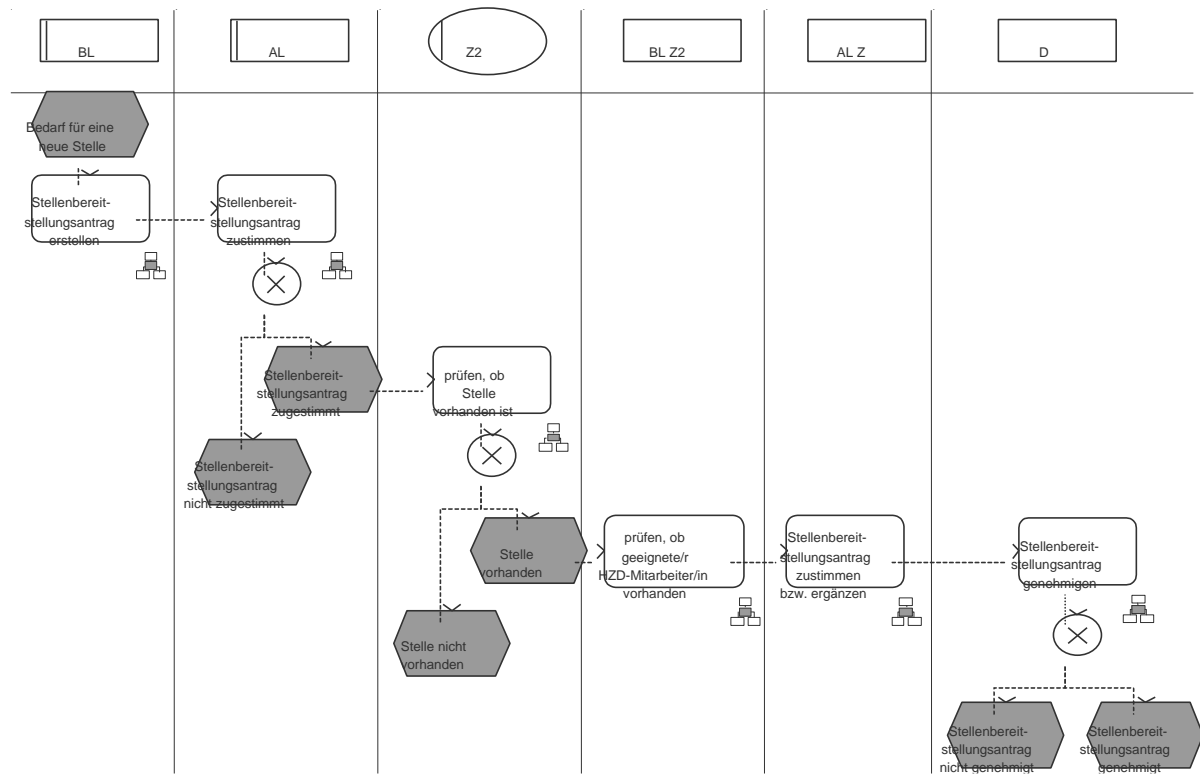 BL
AL
Z2
BL Z2
AL Z
D
Bedarf für eine
neue Stelle
Stellenbereit-
stellungsantrag
erstellen
Stellenbereit-
stellungsantrag
zustimmen
Stellenbereit-
stellungsantrag
zugestimmt
prüfen, ob
Stelle
vorhanden ist
Stellenbereit-
stellungsantrag
nicht zugestimmt
Stelle
vorhanden
prüfen, ob
geeignete/r
HZD-Mitarbeiter/in
vorhanden
Stellenbereit-
stellungsantrag
zustimmen
bzw. ergänzen
Stellenbereit-
stellungsantrag
genehmigen
Stelle nicht
vorhanden
Stellenbereit-
stellungsantrag
nicht genehmigt
Stellenbereit-
stellungsantrag
genehmigt